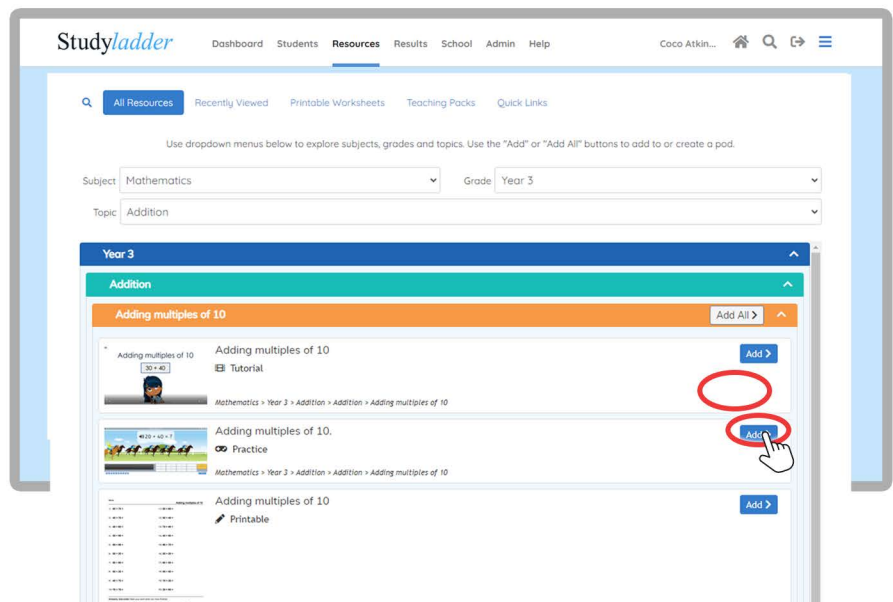 Studyladder
Dashboard Students Resources Results School Admin Help
Coco Atkin...
All Resources Recently Viewed Printable Worksheets Teaching Packs Quick Links
Use dropdown menus below to explore subjects, grades and topics. Use the "Add" or "Add All" buttons to add to or create a pod.
Subject Mathematics Grade Year 3
Topic Addition
Year 3
Addition
Adding multiples of 10 Add All
Adding multiples of 10
30 + 40
Adding multiples of 10 Add
Tutorial
Mathematics > Year 3 > Addition > Addition > Adding multiples of 10
20 + 40 = ?
Adding multiples of 10. Add
Practice
Mathematics > Year 3 > Addition > Addition > Adding multiples of 10
Adding multiples of 10
Adding multiples of 10 Add
Printable